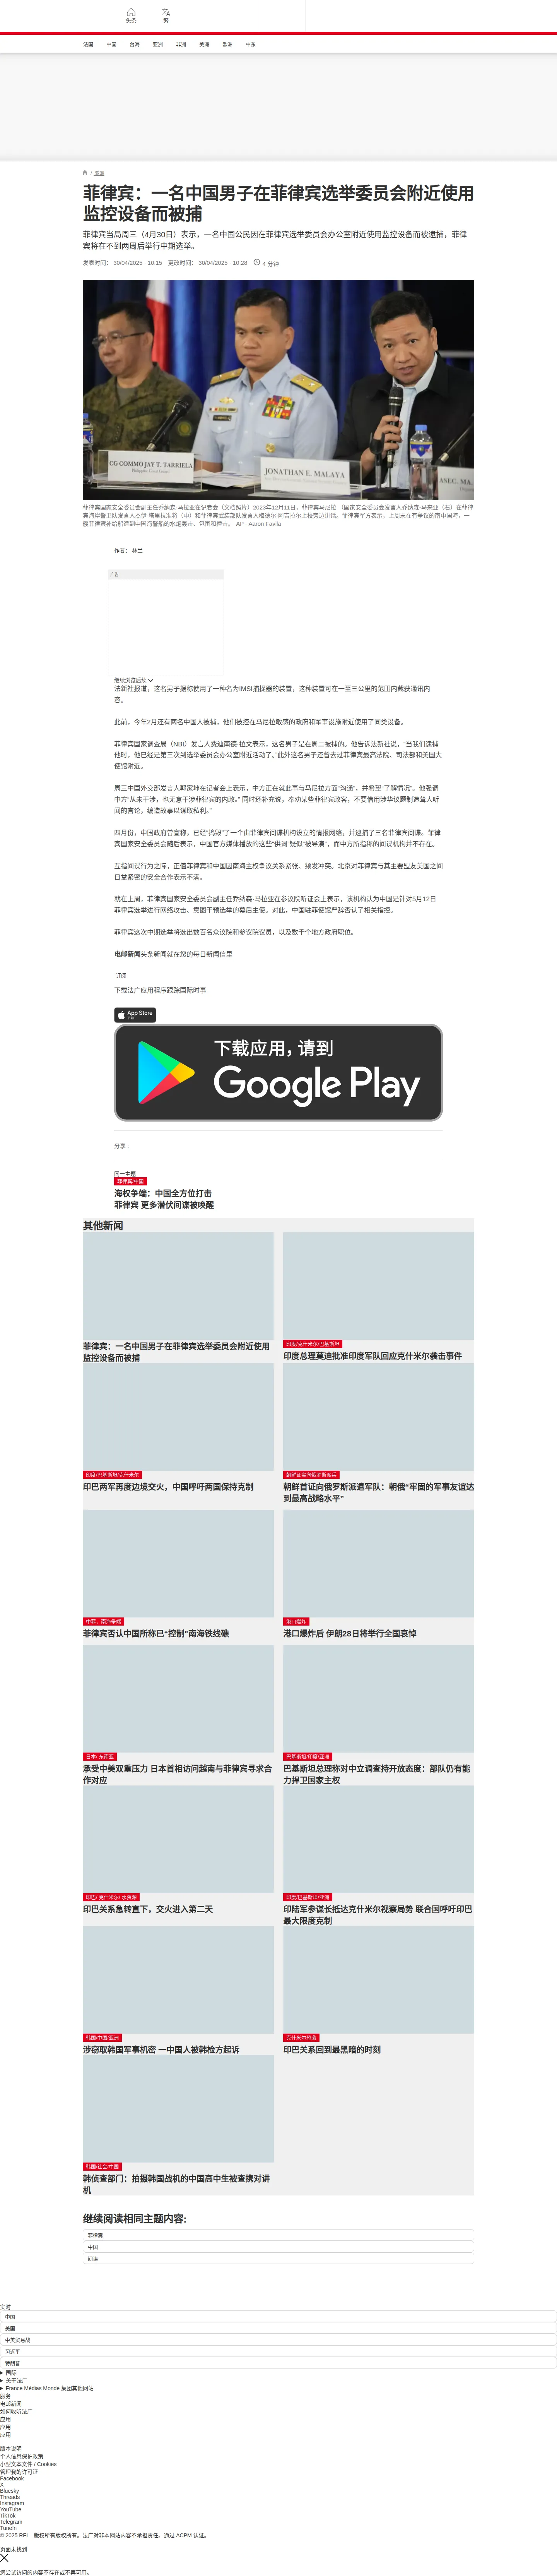 头条
繁
法国 中国 台海 亚洲 非洲 美洲 欧洲 中东
/ 亚洲
菲律宾：一名中国男子在菲律宾选举委员会附近使用
监控设备而被捕
菲律宾当局周三（4月30日）表示，一名中国公民因在菲律宾选举委员会办公室附近使用监控设备而被逮捕，菲律
宾将在不到两周后举行中期选举。
发表时间： 30/04/2025 - 10:15 更改时间： 30/04/2025 - 10:28 4 分钟
CG COMMO JAY T. TARRIELA
JONATHAN E. MALAYA
ASEC. MA
菲律宾国家安全委员会副主任乔纳森·马拉亚在记者会（文档照片）2023年12月11日，菲律宾马尼拉 （国家安全委员会发言人乔纳森·马来亚（右）在菲律
宾海岸警卫队发言人杰伊·塔里拉准将（中）和菲律宾武装部队发言人梅德尔·阿吉拉尔上校旁边讲话。菲律宾军方表示，上周末在有争议的南中国海，一
艘菲律宾补给船遭到中国海警船的水炮轰击、包围和撞击。 AP - Aaron Favila
作者： 林兰
广告
继续浏览后续
法新社报道，这名男子据称使用了一种名为IMSI捕捉器的装置，这种装置可在一至三公里的范围内截获通讯内
容。
此前，今年2月还有两名中国人被捕，他们被控在马尼拉敏感的政府和军事设施附近使用了同类设备。
菲律宾国家调查局（NBI）发言人费迪南德·拉文表示，这名男子是在周二被捕的。他告诉法新社说，“当我们逮捕
他时，他已经是第三次到选举委员会办公室附近活动了。”此外这名男子还曾去过菲律宾最高法院、司法部和美国大
使馆附近。
周三中国外交部发言人郭家坤在记者会上表示，中方正在就此事与马尼拉方面“沟通”，并希望“了解情况”。他强调
中方“从未干涉，也无意干涉菲律宾的内政。” 同时还补充说，奉劝某些菲律宾政客，不要借用涉华议题制造耸人听
闻的言论，编造故事以谋取私利。”
四月份，中国政府曾宣称，已经“捣毁”了一个由菲律宾间谍机构设立的情报网络，并逮捕了三名菲律宾间谍。菲律
宾国家安全委员会随后表示，中国官方媒体播放的这些“供词”疑似“被导演”，而中方所指称的间谍机构并不存在。
互指间谍行为之际，正值菲律宾和中国因南海主权争议关系紧张、频发冲突。北京对菲律宾与其主要盟友美国之间
日益紧密的安全合作表示不满。
就在上周，菲律宾国家安全委员会副主任乔纳森·马拉亚在参议院听证会上表示，该机构认为中国是针对5月12日
菲律宾选举进行网络攻击、意图干预选举的幕后主使。对此，中国驻菲使馆严辞否认了相关指控。
菲律宾这次中期选举将选出数百名众议院和参议院议员，以及数千个地方政府职位。
电邮新闻头条新闻就在您的每日新闻信里
订阅
下载法广应用程序跟踪国际时事
App Store
下载
下载应用，请到
Google Play
分享 :
同一主题
菲律宾/中国
海权争端：中国全方位打击
菲律宾 更多潜伏间谍被唤醒
其他新闻
菲律宾：一名中国男子在菲律宾选举委员会附近使用
监控设备而被捕
印度/克什米尔/巴基斯坦
印度总理莫迪批准印度军队回应克什米尔袭击事件
印度/巴基斯坦/克什米尔
印巴两军再度边境交火，中国呼吁两国保持克制
朝鲜证实向俄罗斯派兵
朝鲜首证向俄罗斯派遣军队：朝俄“牢固的军事友谊达
到最高战略水平”
中菲，南海争端
菲律宾否认中国所称已“控制”南海铁线礁
港口爆炸
港口爆炸后 伊朗28日将举行全国哀悼
日本/ 东南亚
承受中美双重压力 日本首相访问越南与菲律宾寻求合
作对应
巴基斯坦/印度/亚洲
巴基斯坦总理称对中立调查持开放态度：部队仍有能
力捍卫国家主权
印巴/ 克什米尔/ 水资源
印巴关系急转直下，交火进入第二天
印度/巴基斯坦/亚洲
印陆军参谋长抵达克什米尔视察局势 联合国呼吁印巴
最大限度克制
韩国/中国/亚洲
涉窃取韩国军事机密 一中国人被韩检方起诉
克什米尔恐袭
印巴关系回到最黑暗的时刻
韩国/社会/中国
韩侦查部门：拍摄韩国战机的中国高中生被查携对讲
机
继续阅读相同主题内容:
菲律宾
中国
间谍
实时
中国
美国
中美贸易战
习近平
特朗普
国际
关于法广
France Médias Monde 集团其他网站
服务
电邮新闻
如何收听法广
应用
应用
应用
版本说明
个人信息保护政策
小型文本文件 / Cookies
管理我的许可证
Facebook
X
Bluesky
Threads
Instagram
YouTube
TikTok
Telegram
TuneIn
© 2025 RFI – 版权所有版权所有。法广对非本网站内容不承担责任。通过 ACPM 认证。
页面未找到
您尝试访问的内容不存在或不再可用。